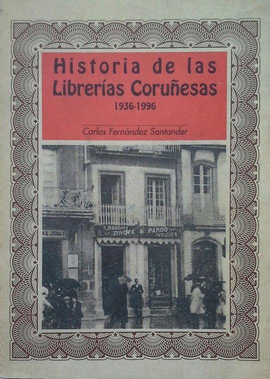 Historia de las
Librerías Coruñesas
1936-1996
Carlos Fernández Santander